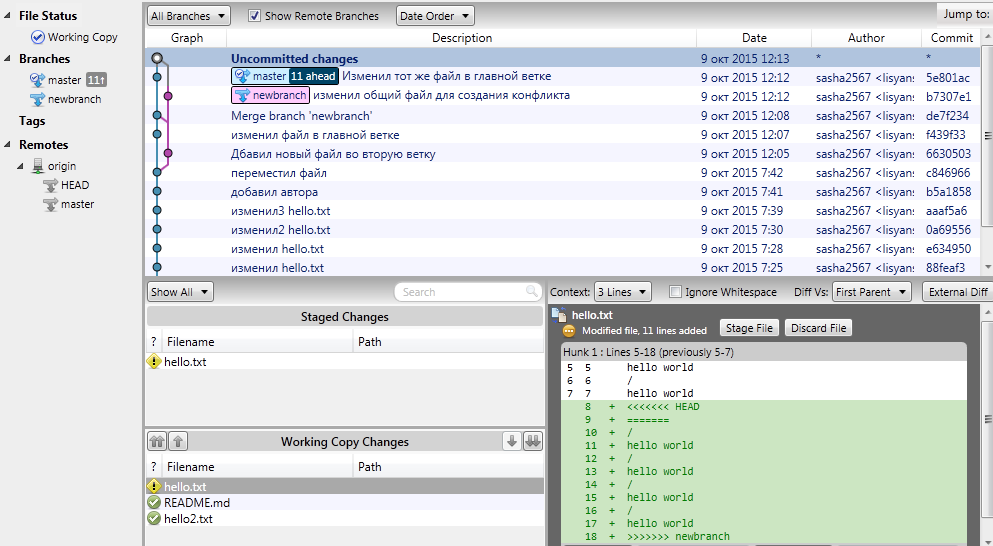 File Status
Working Copy
Branches
master 11↑
newbranch
Tags
Remotes
origin
HEAD
master
All Branches Show Remote Branches Date Order Jump to:
Graph Description Date Author Commit
Uncommitted changes 9 окт 2015 12:13 * *
master 11 ahead Изменил тот же файл в главной ветке 9 окт 2015 12:12 sasha2567 <lisyans 5e801ac
newbranch изменил общий файл для создания конфликта 9 окт 2015 12:12 sasha2567 <lisyans b7307e1
Merge branch 'newbranch' 9 окт 2015 12:08 sasha2567 <lisyans de7f234
изменил файл в главной ветке 9 окт 2015 12:07 sasha2567 <lisyans f439f33
Дбавил новый файл во вторую ветку 9 окт 2015 12:05 sasha2567 <lisyans 6630503
переместил файл 9 окт 2015 7:42 sasha2567 <lisyans c846966
добавил автора 9 окт 2015 7:41 sasha2567 <lisyans b5a1858
изменил3 hello.txt 9 окт 2015 7:39 sasha2567 <lisyans aaaf5a6
изменил2 hello.txt 9 окт 2015 7:30 sasha2567 <lisyans 0a69556
изменил hello.txt 9 окт 2015 7:28 sasha2567 <lisyans e634950
изменил hello.txt 9 окт 2015 7:25 sasha2567 <lisyans 88feaf3
Show All Search
Staged Changes
? Filename Path
hello.txt
Working Copy Changes
? Filename Path
hello.txt
README.md
hello2.txt
Context: 3 Lines Ignore Whitespace Diff Vs: First Parent External Diff
hello.txt
Modified file, 11 lines added Stage File Discard File
Hunk 1 : Lines 5-18 (previously 5-7)
5 5 hello world
6 6 /
7 7 hello world
8 + <<<<<<< HEAD
9 + =======
10 + /
11 + hello world
12 + /
13 + hello world
14 + /
15 + hello world
16 + /
17 + hello world
18 + >>>>>>> newbranch